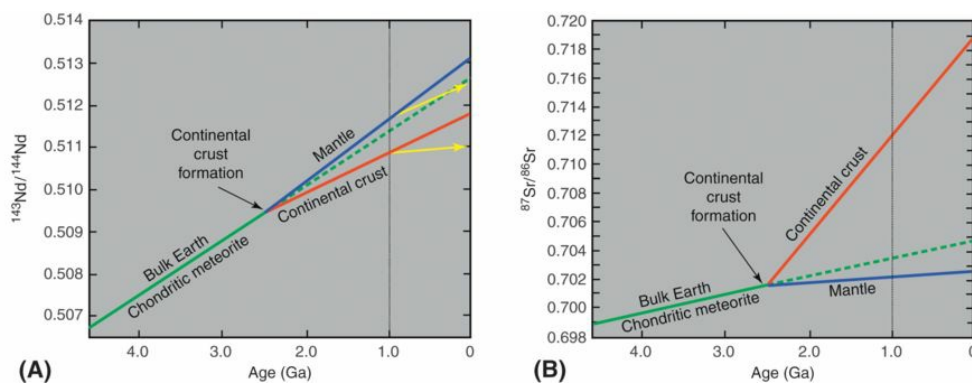 0.514
0.513
0.512
0.511
0.510
0.509
0.508
0.507
143Nd/144Nd
Continental
crust
formation
Mantle
Continental crust
Bulk Earth
Chondritic meteorite
4.0
3.0
2.0
1.0
0
Age (Ga)
(A)
0.720
0.718
0.716
0.714
0.712
0.710
0.708
0.706
0.704
0.702
0.700
0.698
87Sr/86Sr
Continental
crust
formation
Continental crust
Bulk Earth
Chondritic meteorite
Mantle
4.0
3.0
2.0
1.0
0
Age (Ga)
(B)